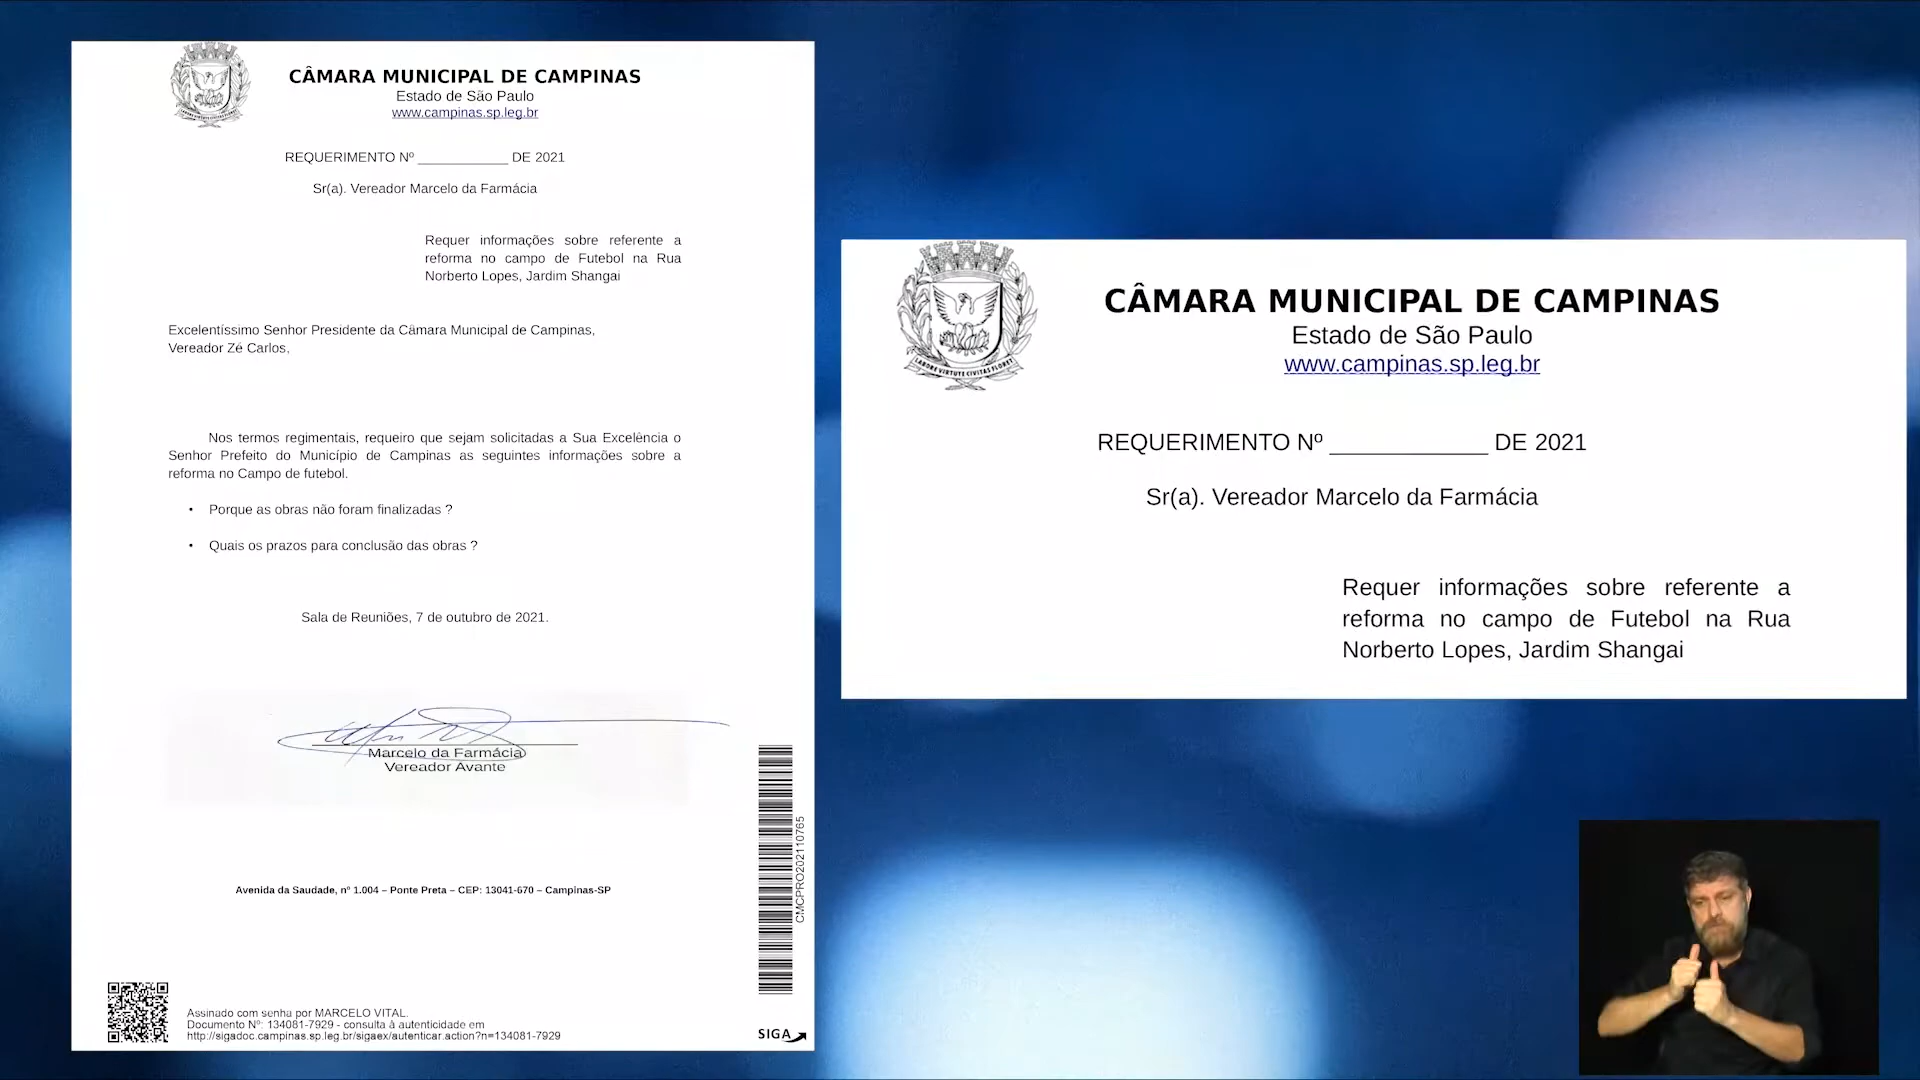 CÂMARA MUNICIPAL DE CAMPINAS
Estado de São Paulo
www.campinas.sp.leg.br
REQUERIMENTO Nº ____________ DE 2021
Sr(a). Vereador Marcelo da Farmácia
Requer informações sobre referente a
reforma no campo de Futebol na Rua
Norberto Lopes, Jardim Shangai
Excelentíssimo Senhor Presidente da Câmara Municipal de Campinas,
Vereador Zé Carlos,
Nos termos regimentais, requeiro que sejam solicitadas a Sua Excelência o
Senhor Prefeito do Município de Campinas as seguintes informações sobre a
reforma no Campo de futebol.
• Porque as obras não foram finalizadas ?
• Quais os prazos para conclusão das obras ?
Sala de Reuniões, 7 de outubro de 2021.
Marcelo da Farmácia
Vereador Avante
CMCPRO202110765
Avenida da Saudade, nº 1.004 – Ponte Preta – CEP: 13041-670 – Campinas-SP
Assinado com senha por MARCELO VITAL.
Documento Nº: 134081-7929 - consulta à autenticidade em
http://sigadoc.campinas.sp.leg.br/sigaex/autenticar.action?n=134081-7929
SIGA
CÂMARA MUNICIPAL DE CAMPINAS
Estado de São Paulo
www.campinas.sp.leg.br
LABORE VIRTUTE CIVITAS FLORET
REQUERIMENTO Nº ____________ DE 2021
Sr(a). Vereador Marcelo da Farmácia
Requer informações sobre referente a
reforma no campo de Futebol na Rua
Norberto Lopes, Jardim Shangai